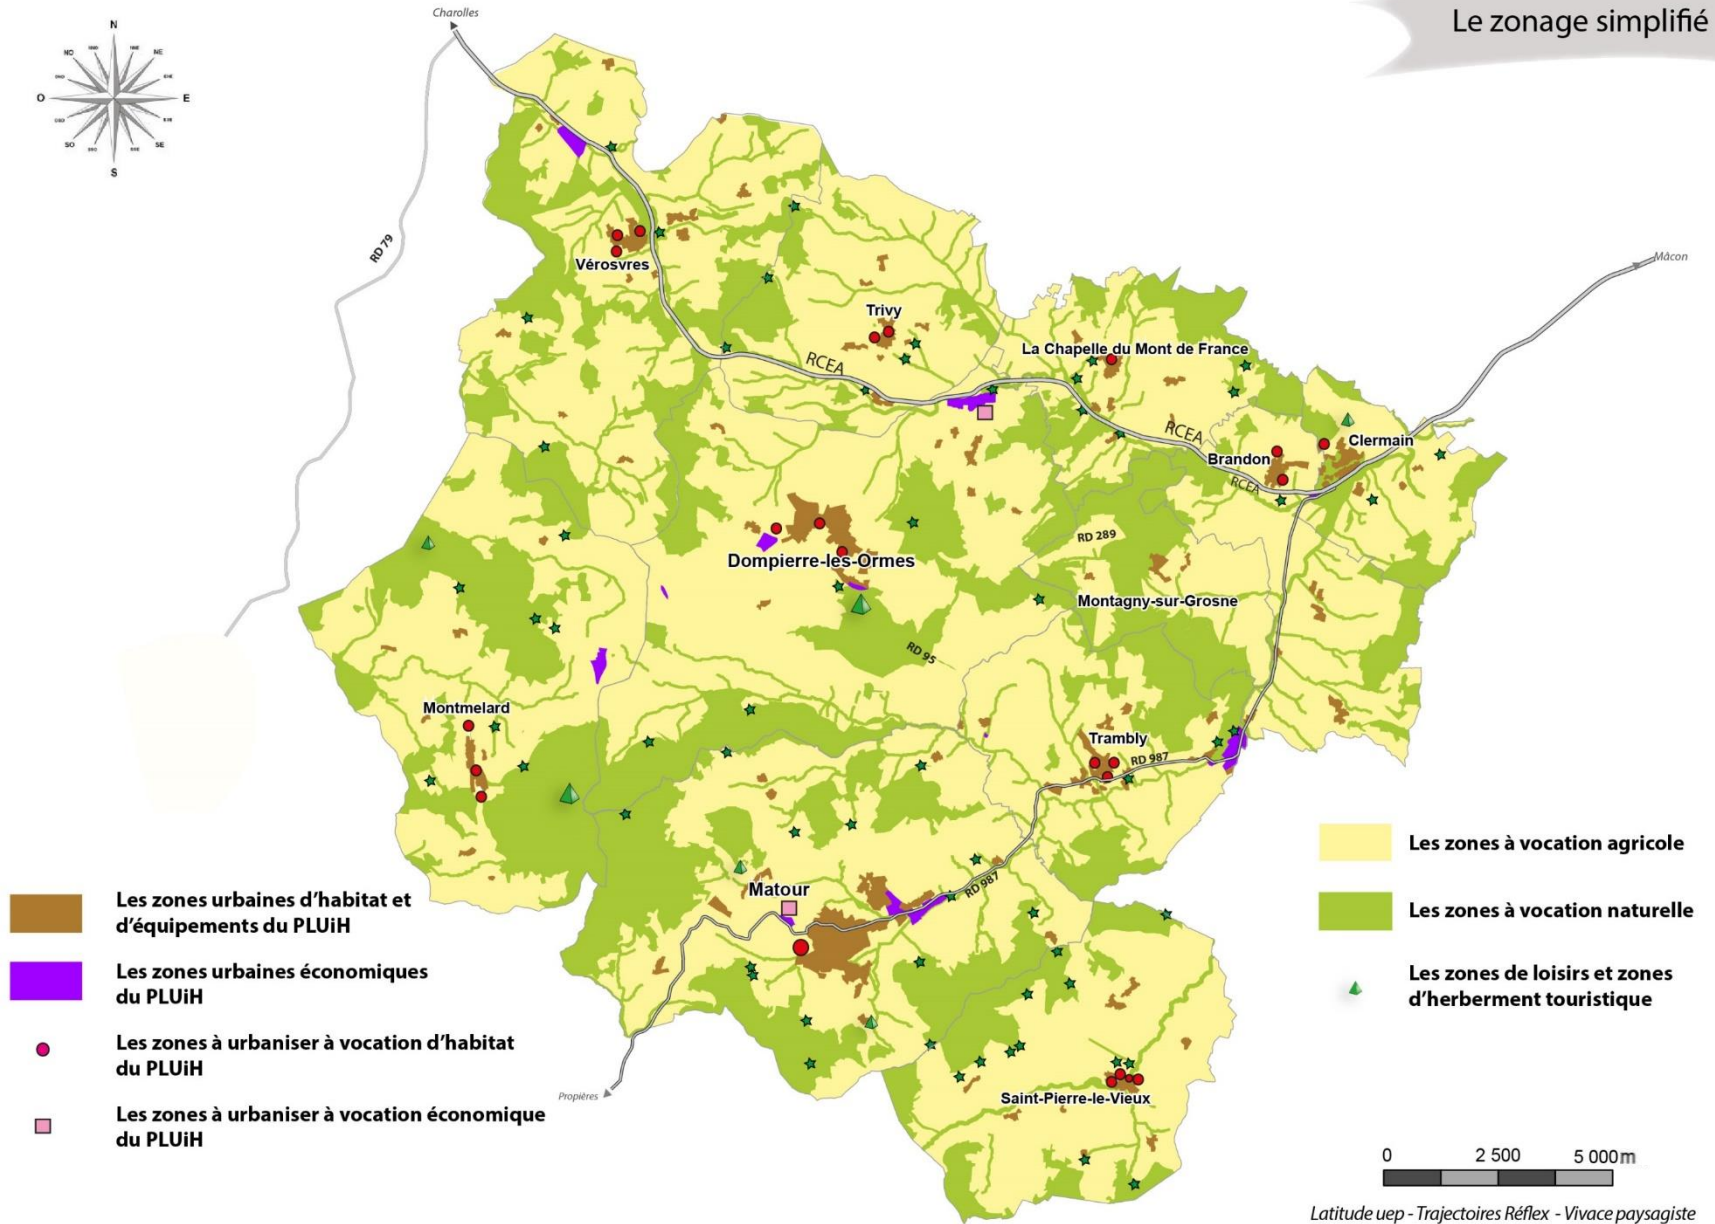 Le zonage simplifié
Charolles
N
NO
NE
O
E
SO
SE
S
RD 79
Mâcon
Vérosvres
Trivy
La Chapelle du Mont de France
RCEA
RCEA
Clermain
Brandon
RCEA
RD 289
Dompierre-les-Ormes
Montagny-sur-Grosne
RD 95
Montmelard
Trambly
RD 987
Matour
RD 987
Propières
Saint-Pierre-le-Vieux
Les zones urbaines d'habitat et
d'équipements du PLUiH
Les zones urbaines économiques
du PLUiH
Les zones à urbaniser à vocation d'habitat
du PLUiH
Les zones à urbaniser à vocation économique
du PLUiH
Les zones à vocation agricole
Les zones à vocation naturelle
Les zones de loisirs et zones
d'herberment touristique
0 2 500 5 000 m
Latitude uep - Trajectoires Réflex - Vivace paysagiste